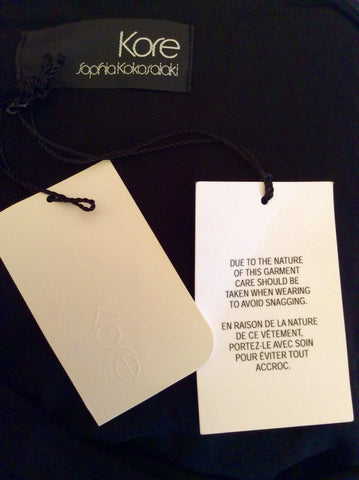 Kore
Sophia Kokosalaki
Kore
DUE TO THE NATURE
OF THIS GARMENT
CARE SHOULD BE
TAKEN WHEN WEARING
TO AVOID SNAGGING.
EN RAISON DE LA NATURE
DE CE VÊTEMENT,
PORTEZ-LE AVEC SOIN
POUR ÉVITER TOUT
ACCROC.